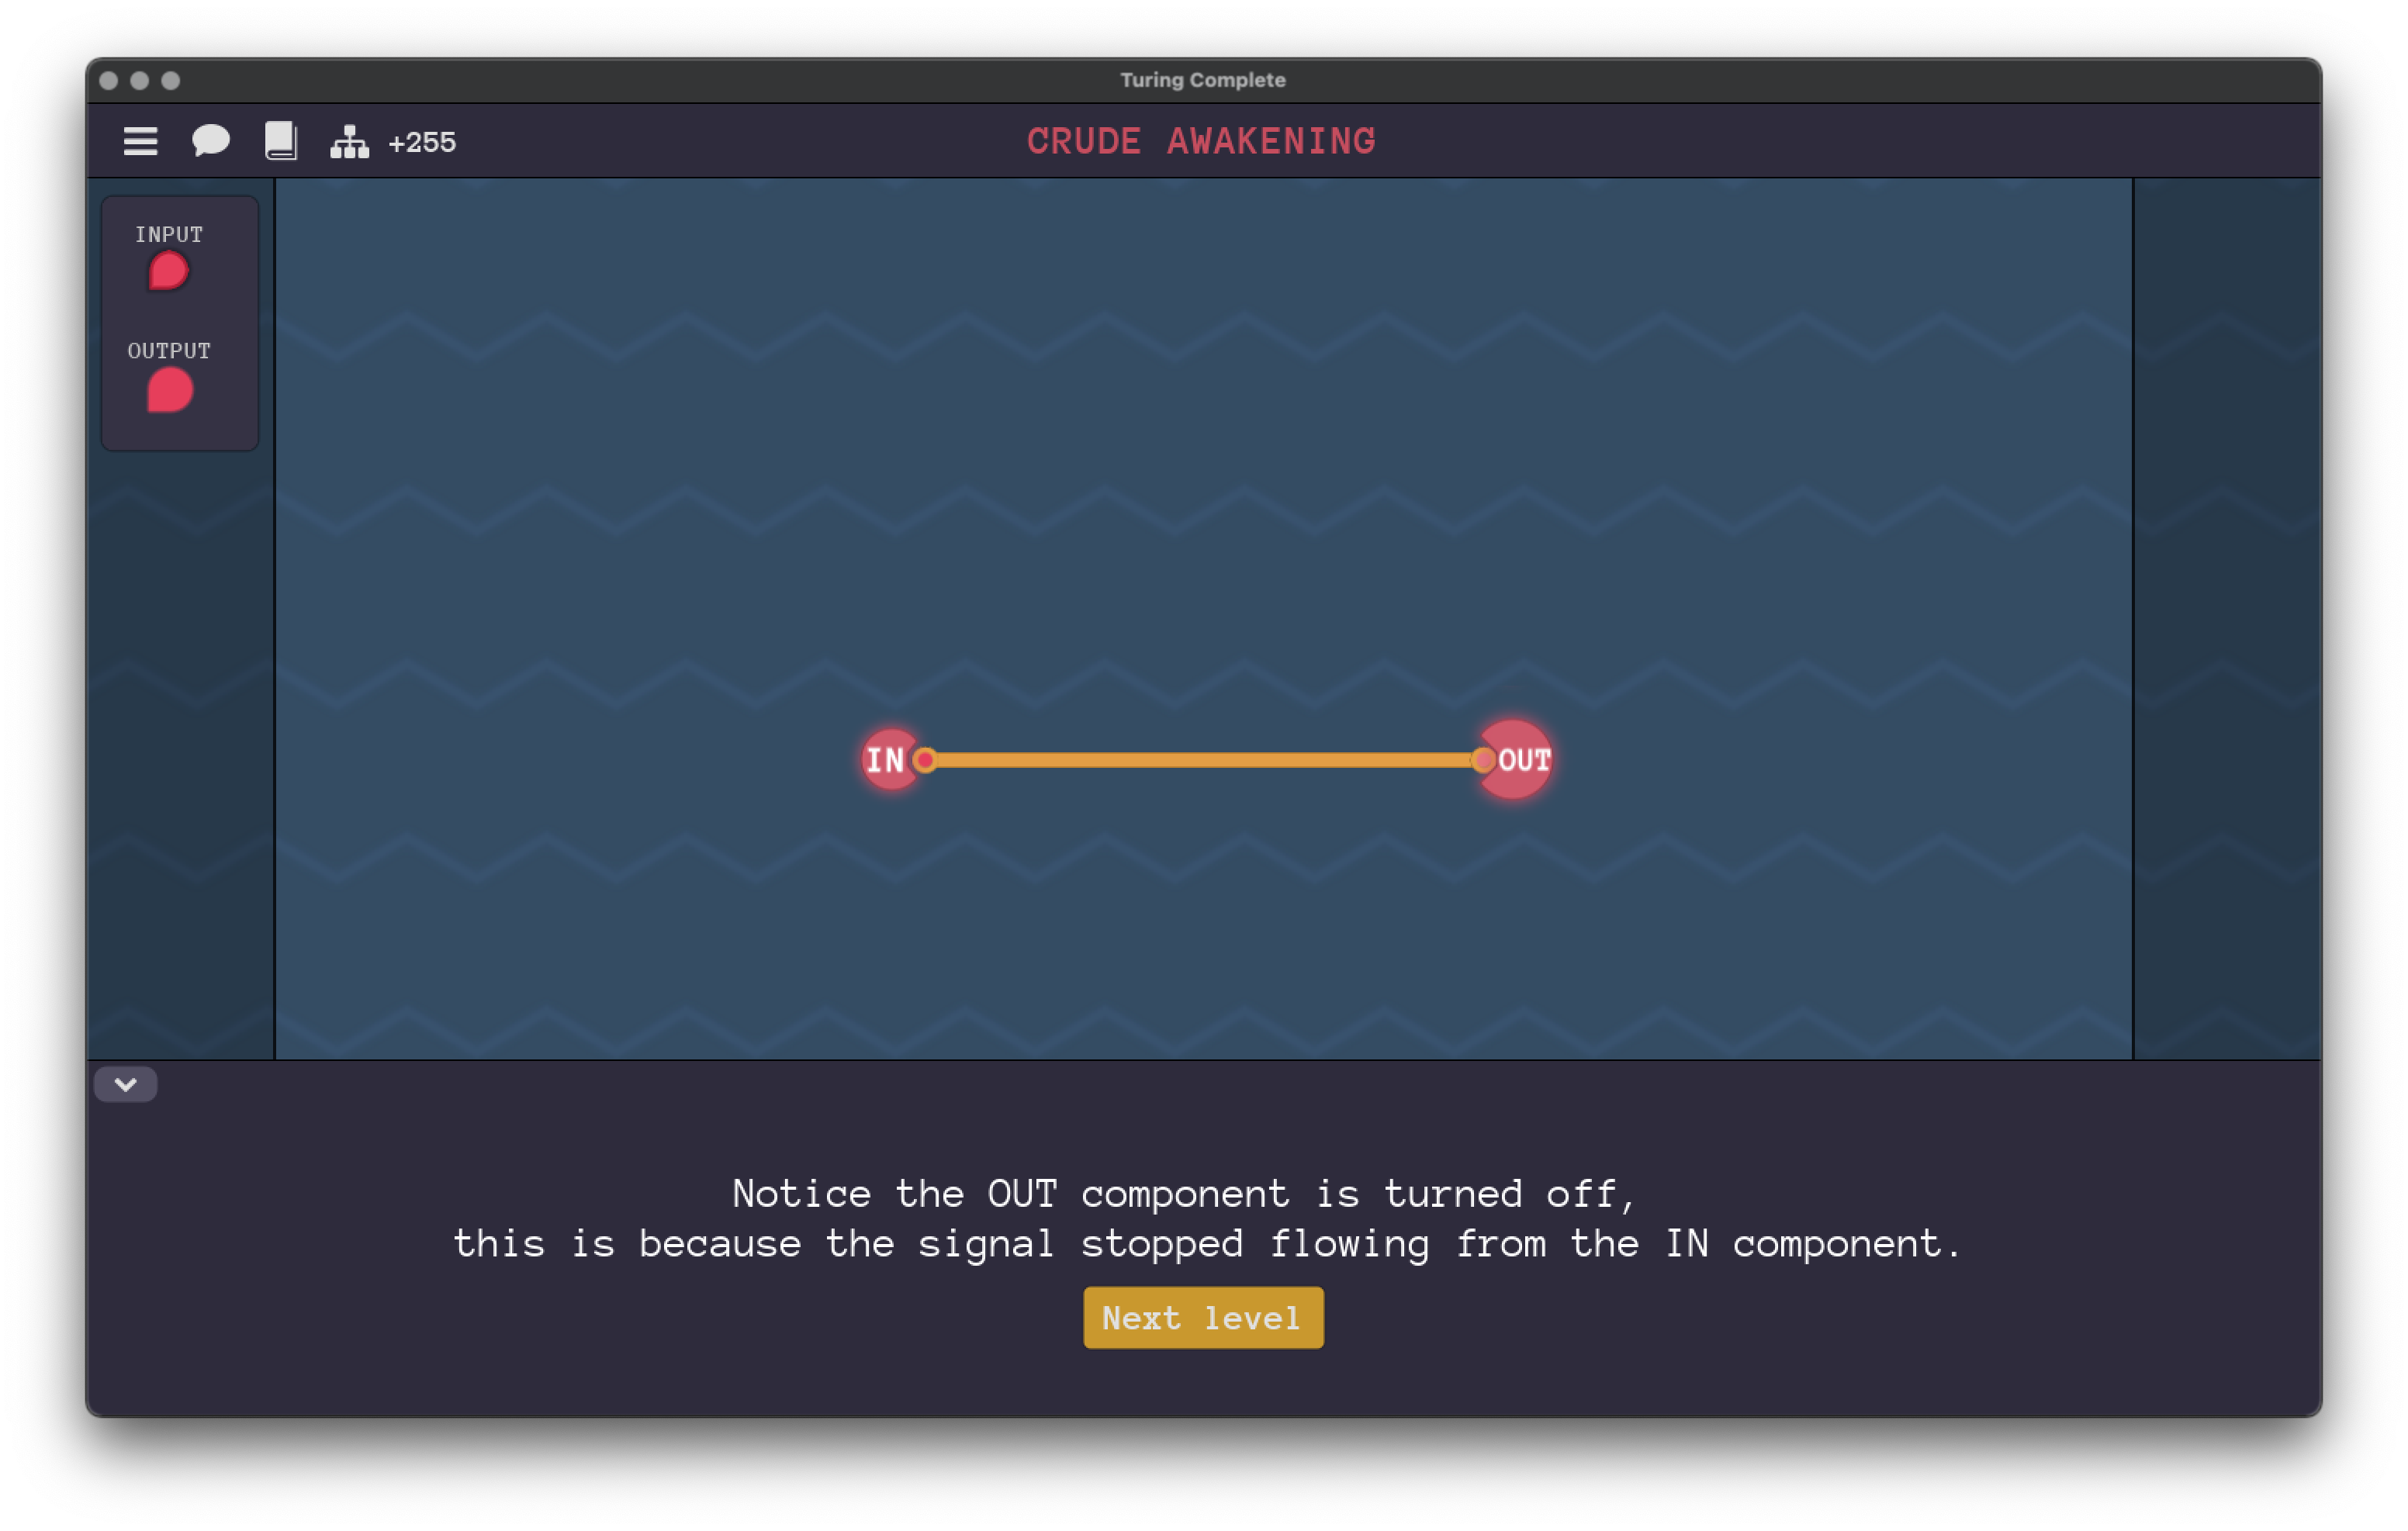 Turing Complete
+255
CRUDE AWAKENING
INPUT
OUTPUT
IN
OUT
Notice the OUT component is turned off,
this is because the signal stopped flowing from the IN component.
Next level